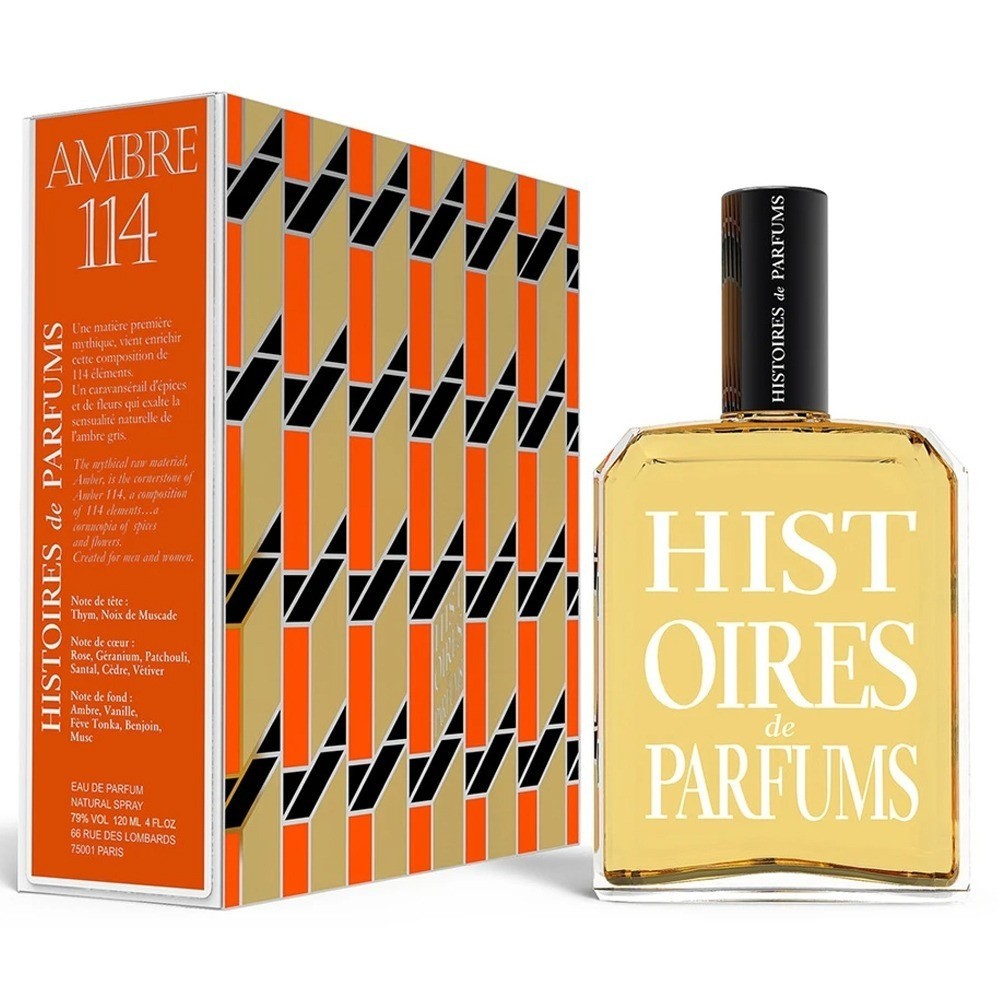 AMBRE
114
HISTOIRES de PARFUMS
Une matière première
mythique, vient enrichir
cette composition de
114 éléments.
Un caravansérail d'épices
et de fleurs qui exalte la
sensualité naturelle de
l'ambre gris.
The mythical raw material,
Amber, is the cornerstone of
Amber 114, a composition
of 114 elements...a
cornucopia of spices
and flowers.
Created for men and women.
Note de tête :
Thym, Noix de Muscade
Note de cœur :
Rose, Géranium, Patchouli,
Santal, Cèdre, Vétiver
Note de fond :
Ambre, Vanille,
Fève Tonka, Benjoin,
Musc
EAU DE PARFUM
NATURAL SPRAY
79% VOL 120 ML 4 FL.OZ
66 RUE DES LOMBARDS
75001 PARIS
HIST
OIRES
de
PARFUMS
HISTOIRES de PARFUMS
HIST
OIRES
de
PARFUMS